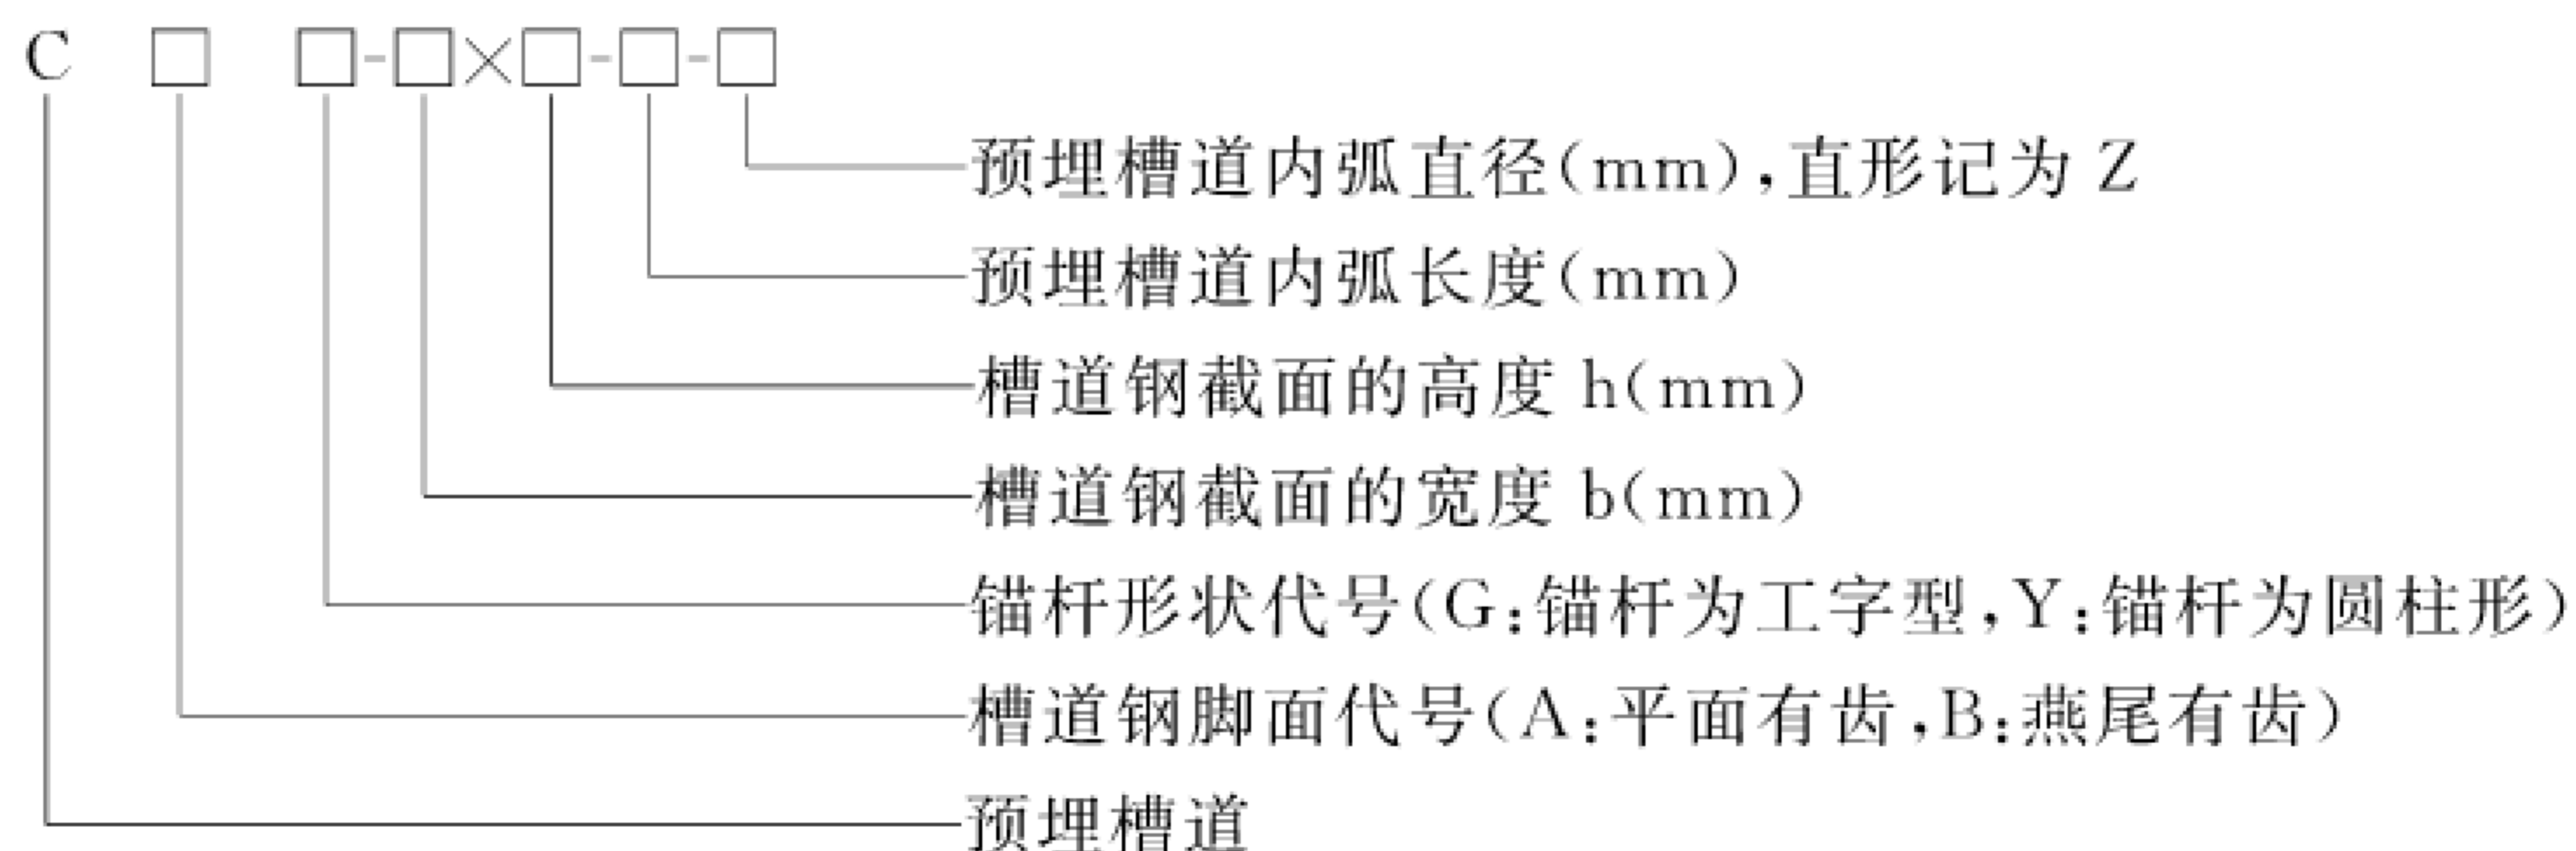 C □ □-□×□-□-□
预埋槽道内弧直径(mm),直形记为 Z
预埋槽道内弧长度(mm)
槽道钢截面的高度 h(mm)
槽道钢截面的宽度 b(mm)
锚杆形状代号(G:锚杆为工字型,Y:锚杆为圆柱形)
槽道钢脚面代号(A:平面有齿,B:燕尾有齿)
预埋槽道